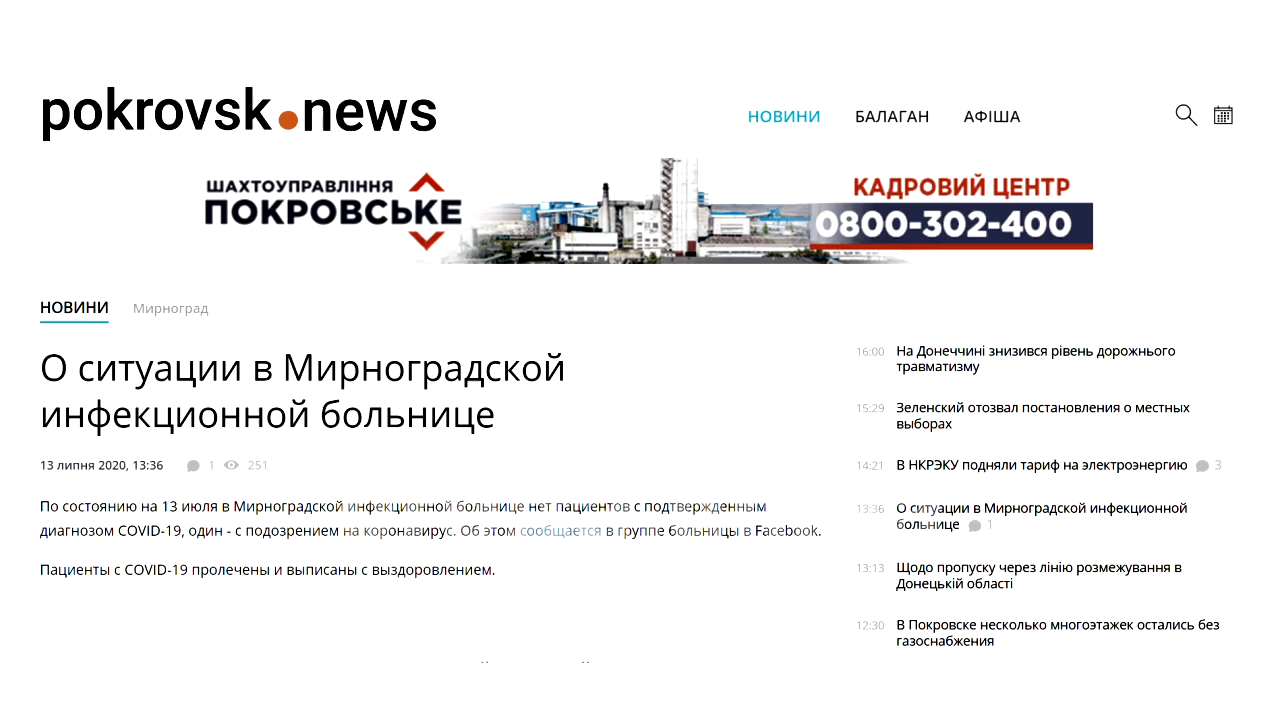 pokrovsk.news
НОВИНИ БАЛАГАН АФІША
ШАХТОУПРАВЛІННЯ
ПОКРОВСЬКЕ
КАДРОВИЙ ЦЕНТР
0800-302-400
НОВИНИ Мирноград
О ситуации в Мирноградской
инфекционной больнице
13 липня 2020, 13:36 1 251
По состоянию на 13 июля в Мирноградской инфекционной больнице нет пациентов с подтвержденным
диагнозом COVID-19, один - с подозрением на коронавирус. Об этом сообщается в группе больницы в Facebook.
Пациенты с COVID-19 пролечены и выписаны с выздоровлением.
16:00 На Донеччині знизився рівень дорожнього
травматизму
15:29 Зеленский отозвал постановления о местных
выборах
14:21 В НКРЭКУ подняли тариф на электроэнергию 3
13:36 О ситуации в Мирноградской инфекционной
больнице 1
13:13 Щодо пропуску через лінію розмежування в
Донецькій області
12:30 В Покровске несколько многоэтажек остались без
газоснабжения